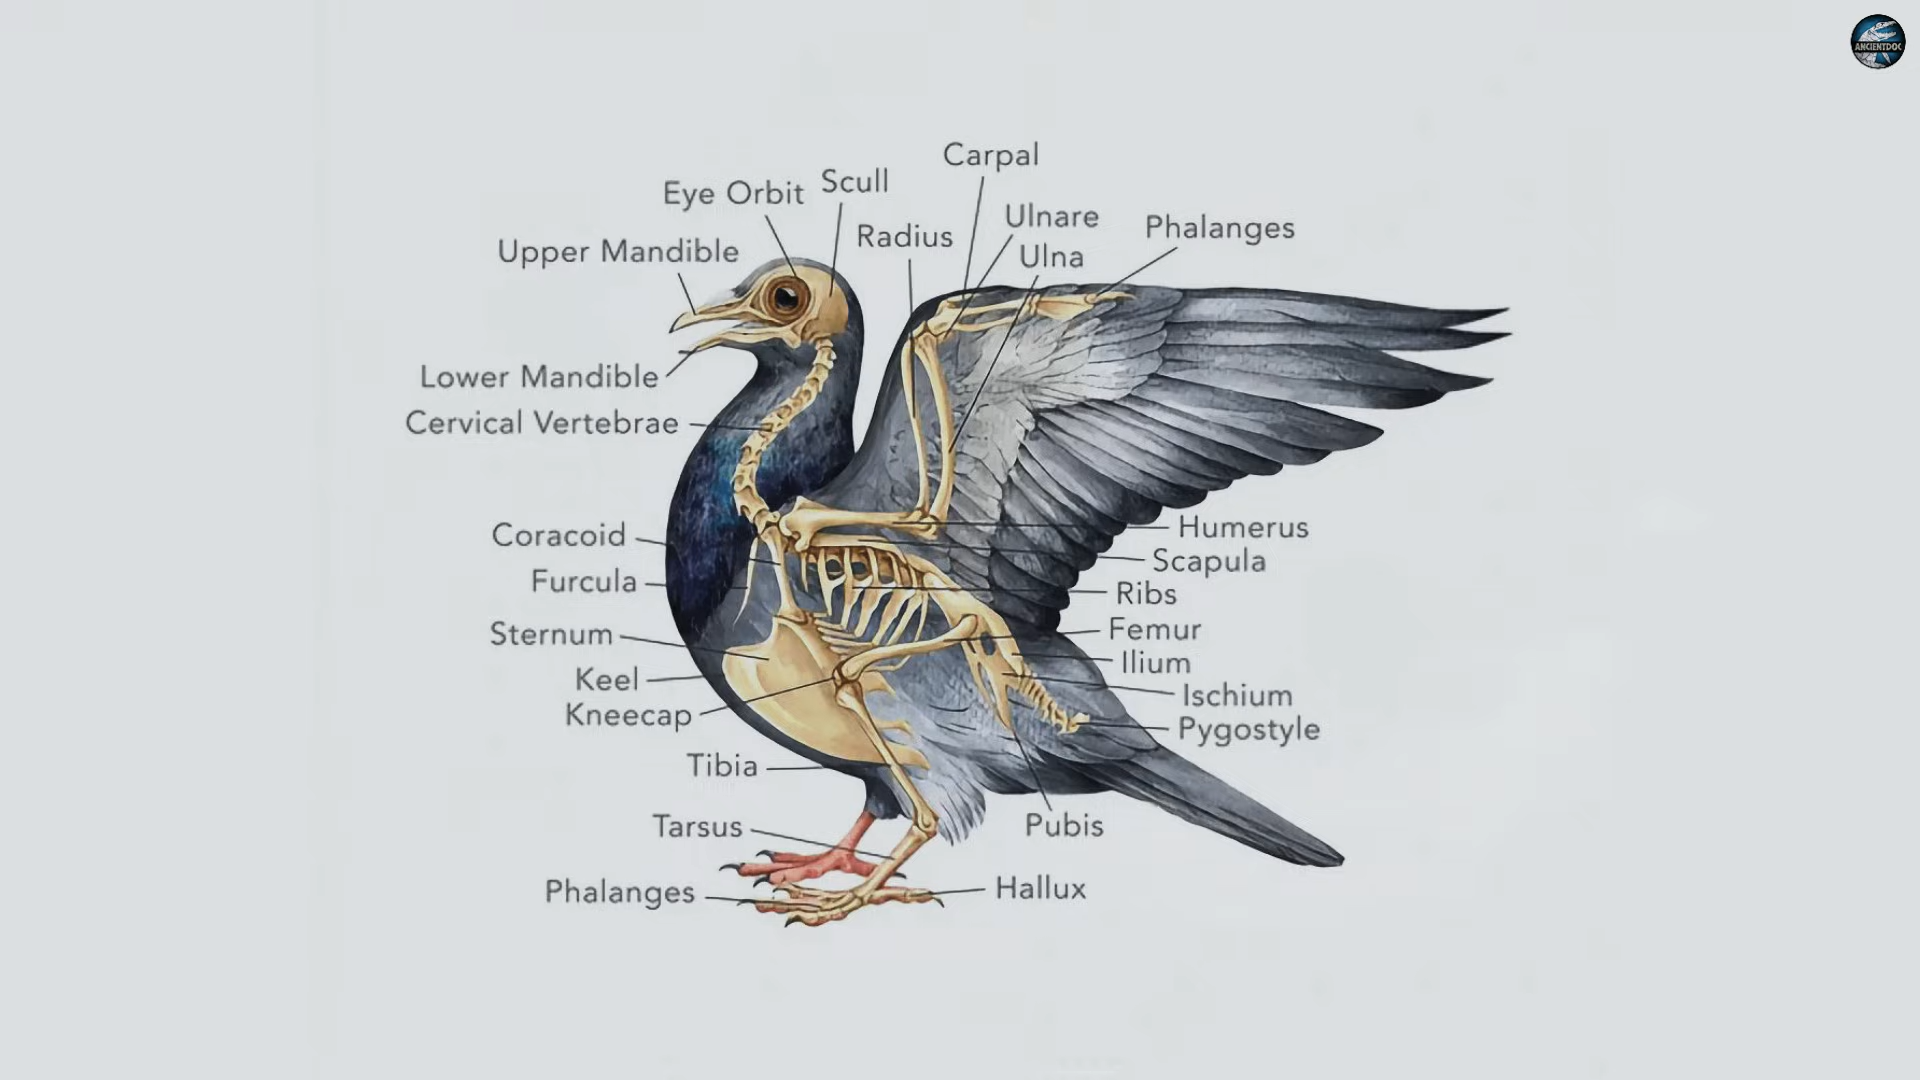 ANCIENTDOC
Carpal
Eye Orbit
Scull
Ulnare
Phalanges
Radius
Upper Mandible
Ulna
Lower Mandible
Cervical Vertebrae
Coracoid
Humerus
Scapula
Furcula
Ribs
Sternum
Femur
Ilium
Keel
Ischium
Kneecap
Pygostyle
Tibia
Tarsus
Pubis
Phalanges
Hallux